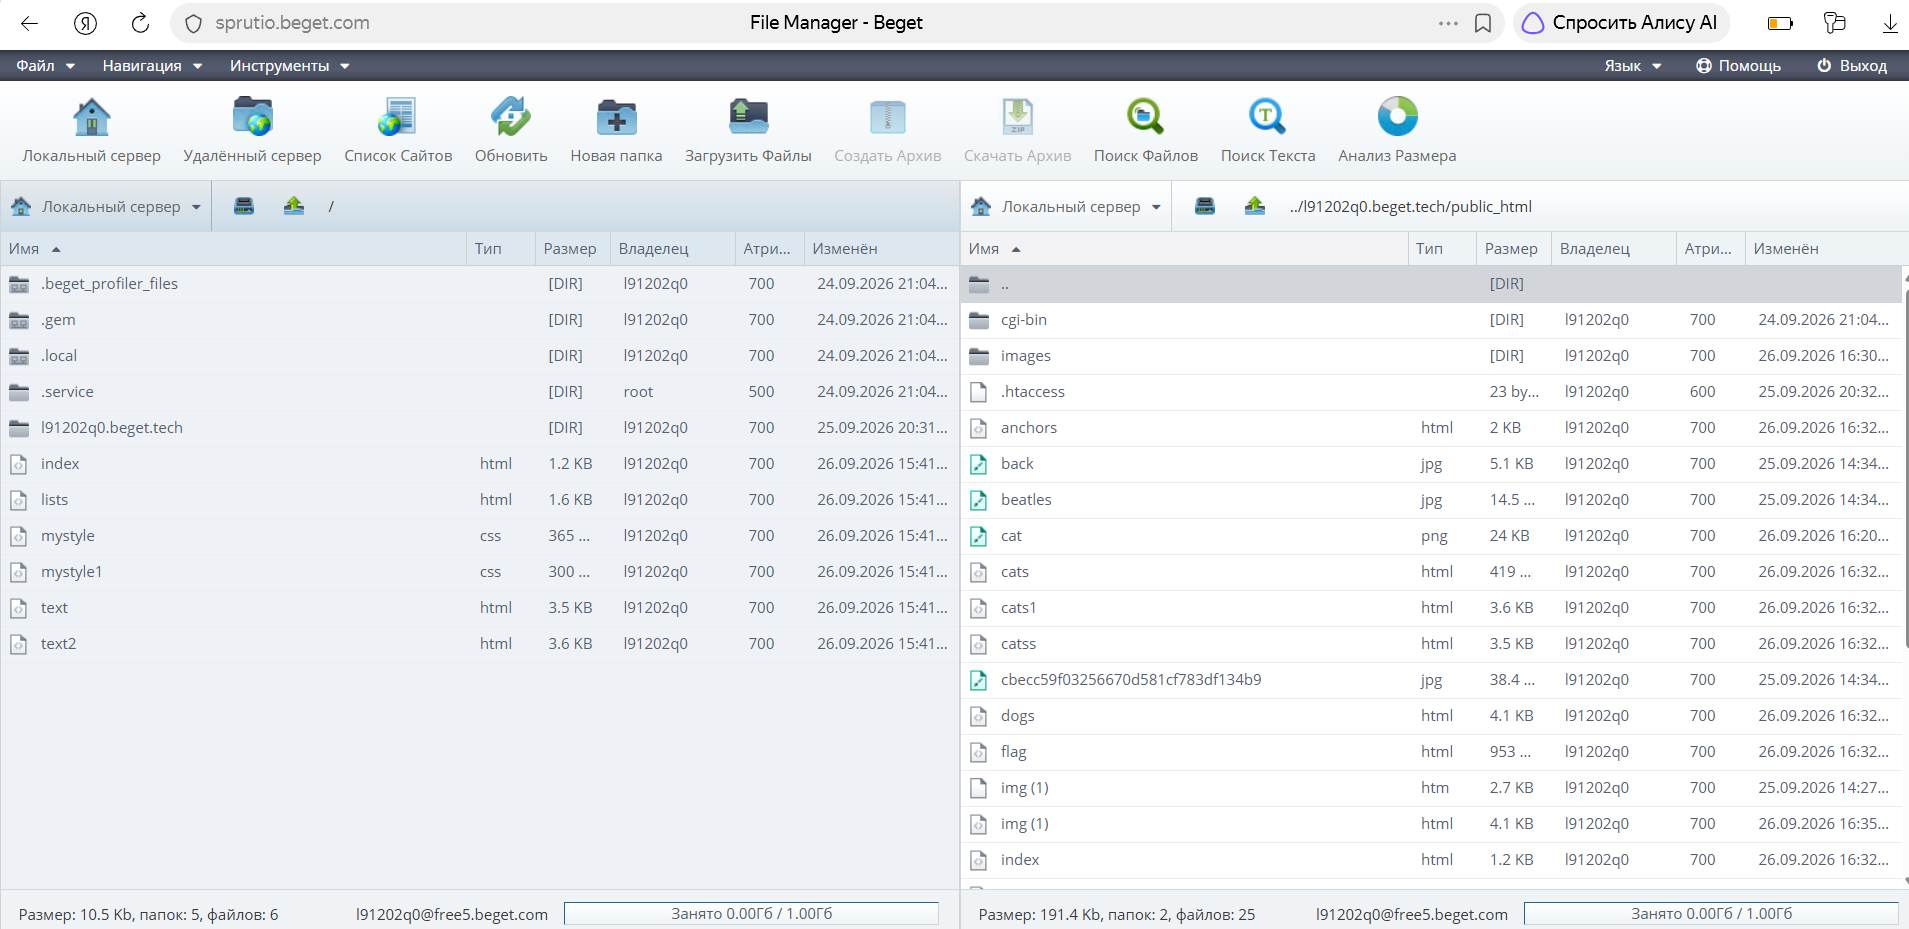 sprutio.beget.com File Manager - Beget Спросить Алису AI
Файл Навигация Инструменты Язык Помощь Выход
Локальный сервер Удалённый сервер Список Сайтов Обновить Новая папка Загрузить Файлы Создать Архив Скачать Архив Поиск Файлов Поиск Текста Анализ Размера
Локальный сервер /
Имя Тип Размер Владелец Атри... Изменён
.beget_profiler_files [DIR] l91202q0 700 24.09.2026 21:04...
.gem [DIR] l91202q0 700 24.09.2026 21:04...
.local [DIR] l91202q0 700 24.09.2026 21:04...
.service [DIR] root 500 24.09.2026 21:04...
l91202q0.beget.tech [DIR] l91202q0 700 25.09.2026 20:31...
index html 1.2 KB l91202q0 700 26.09.2026 15:41...
lists html 1.6 KB l91202q0 700 26.09.2026 15:41...
mystyle css 365 ... l91202q0 700 26.09.2026 15:41...
mystyle1 css 300 ... l91202q0 700 26.09.2026 15:41...
text html 3.5 KB l91202q0 700 26.09.2026 15:41...
text2 html 3.6 KB l91202q0 700 26.09.2026 15:41...
Размер: 10.5 Kb, папок: 5, файлов: 6 l91202q0@free5.beget.com Занято 0.00Гб / 1.00Гб
Локальный сервер ../l91202q0.beget.tech/public_html
Имя Тип Размер Владелец Атри... Изменён
.. [DIR]
cgi-bin [DIR] l91202q0 700 24.09.2026 21:04...
images [DIR] l91202q0 700 26.09.2026 16:30...
.htaccess 23 by... l91202q0 600 25.09.2026 20:32...
anchors html 2 KB l91202q0 700 26.09.2026 16:32...
back jpg 5.1 KB l91202q0 700 25.09.2026 14:34...
beatles jpg 14.5 ... l91202q0 700 25.09.2026 14:34...
cat png 24 KB l91202q0 700 26.09.2026 16:20...
cats html 419 ... l91202q0 700 26.09.2026 16:32...
cats1 html 3.6 KB l91202q0 700 26.09.2026 16:32...
catss html 3.5 KB l91202q0 700 26.09.2026 16:32...
cbecc59f03256670d581cf783df134b9 jpg 38.4 ... l91202q0 700 25.09.2026 14:34...
dogs html 4.1 KB l91202q0 700 26.09.2026 16:32...
flag html 953 ... l91202q0 700 26.09.2026 16:32...
img (1) htm 2.7 KB l91202q0 700 25.09.2026 14:27...
img (1) html 4.1 KB l91202q0 700 26.09.2026 16:35...
index html 1.2 KB l91202q0 700 26.09.2026 16:32...
Размер: 191.4 Kb, папок: 2, файлов: 25 l91202q0@free5.beget.com Занято 0.00Гб / 1.00Гб